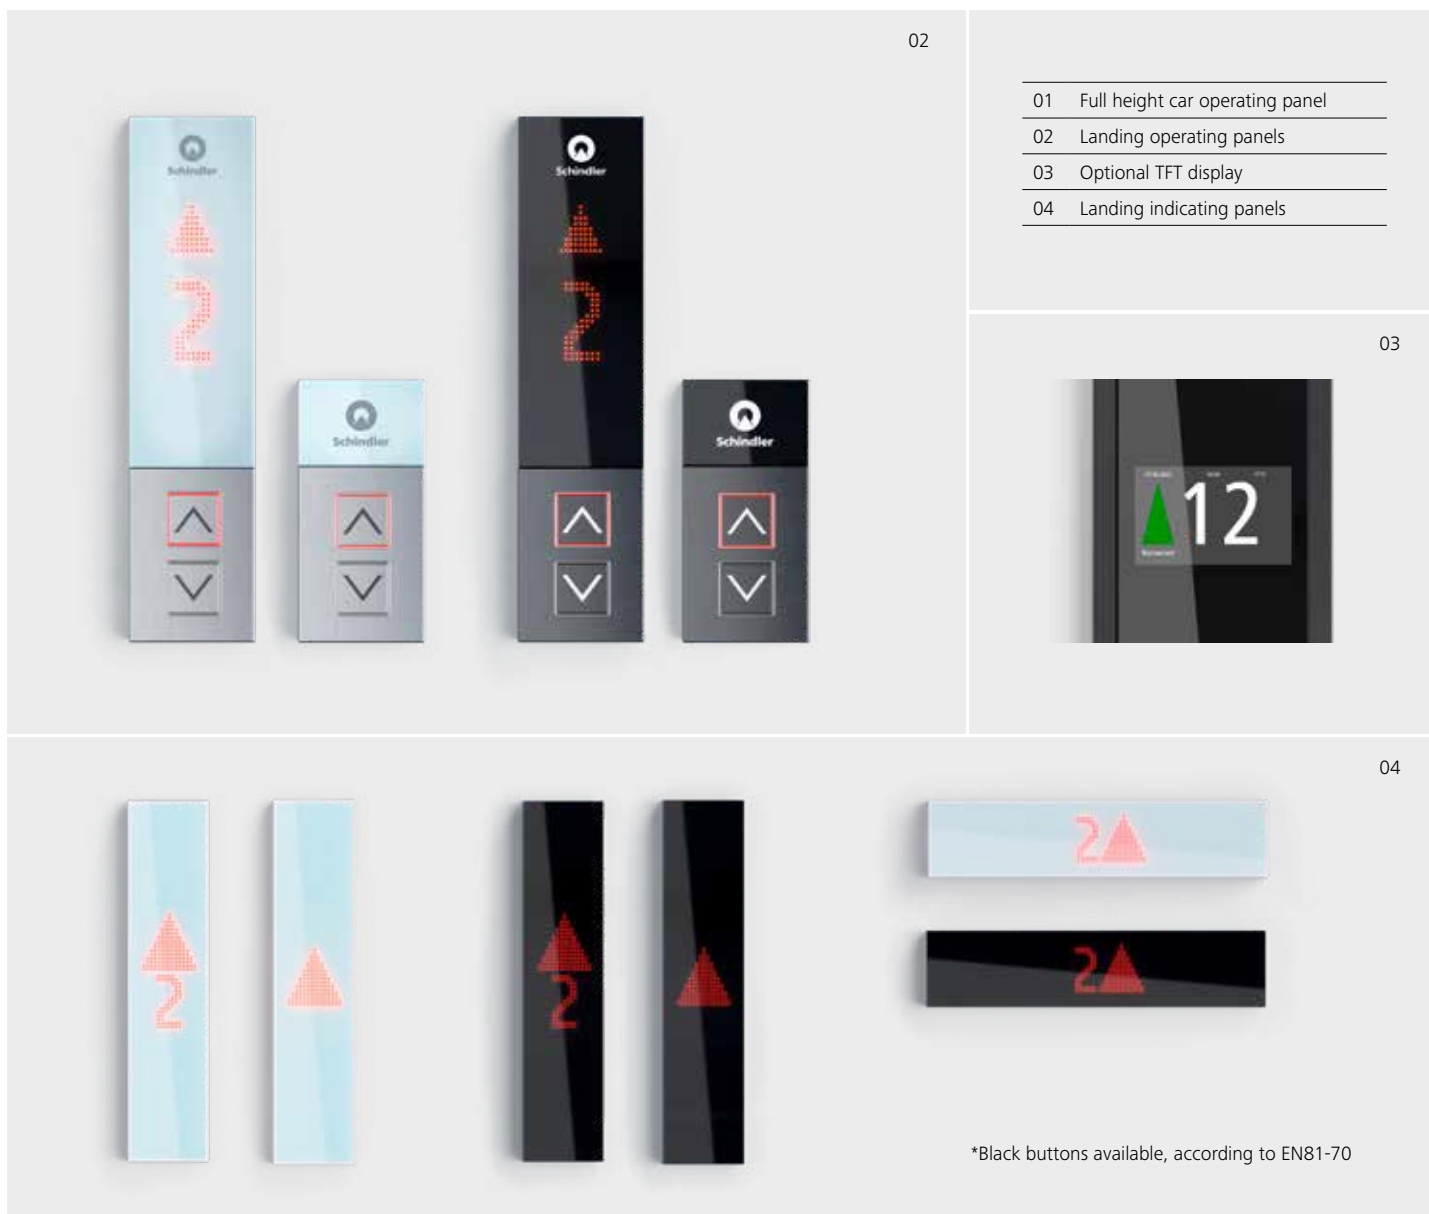 02
Schindler
2
Schindler
Schindler
2
Schindler
01 Full height car operating panel
02 Landing operating panels
03 Optional TFT display
04 Landing indicating panels
03
12
04
2
2
2
2
*Black buttons available, according to EN81-70